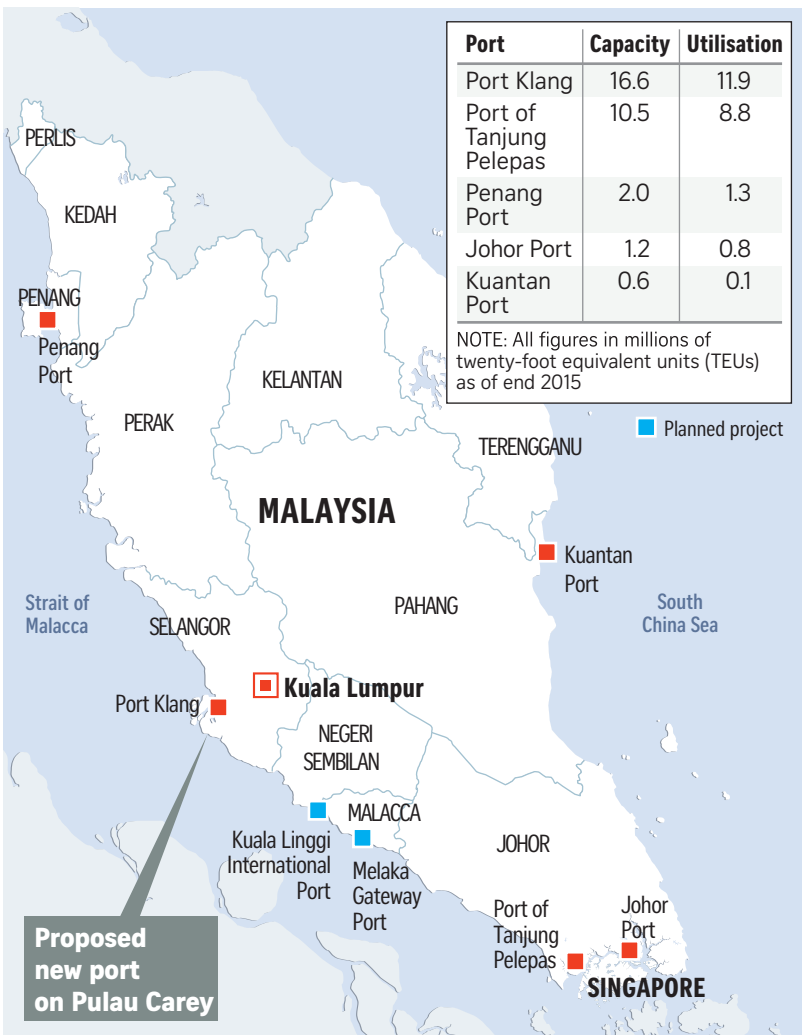 Port Capacity Utilisation
Port Klang 16.6 11.9
Port of 10.5 8.8
Tanjung
Pelepas
Penang 2.0 1.3
Port
Johor Port 1.2 0.8
Kuantan 0.6 0.1
Port
NOTE: All figures in millions of
twenty-foot equivalent units (TEUs)
as of end 2015
Planned project
PERLIS
KEDAH
PENANG
Penang
Port
KELANTAN
PERAK
TERENGGANU
MALAYSIA
Kuantan
Port
Strait of
Malacca
PAHANG
South
China Sea
SELANGOR
Kuala Lumpur
Port Klang
NEGERI
SEMBILAN
MALACCA
Kuala Linggi
International
Port
Melaka
Gateway
Port
JOHOR
Port of
Tanjung
Pelepas
Johor
Port
SINGAPORE
Proposed
new port
on Pulau Carey